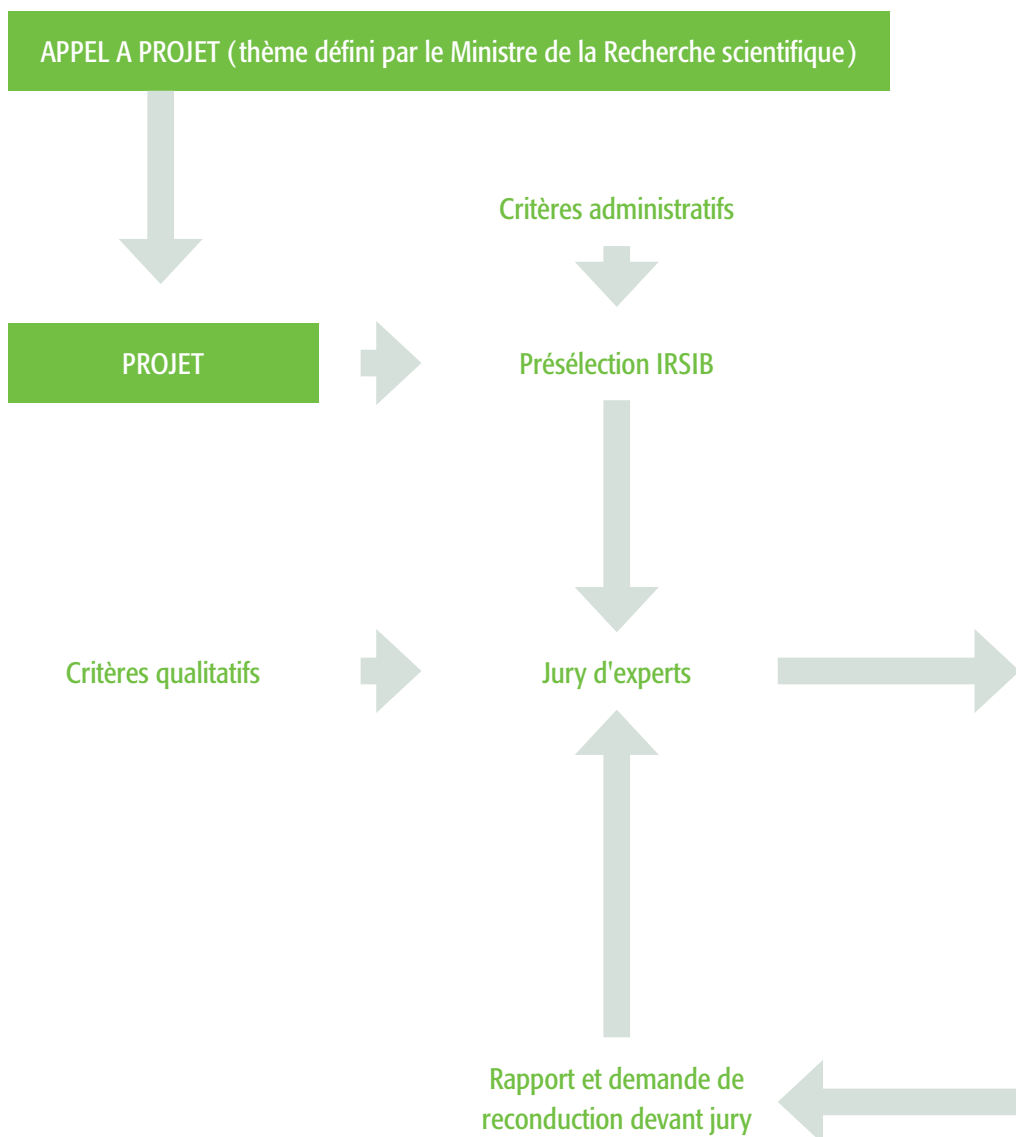 APPEL A PROJET (thème défini par le Ministre de la Recherche scientifique)
Critères administratifs
PROJET
Présélection IRSIB
Critères qualitatifs
Jury d'experts
Rapport et demande de
reconduction devant jury